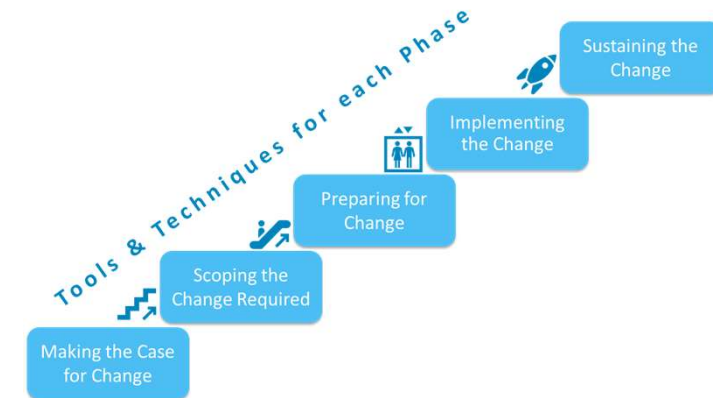 Tools & Techniques for each Phase
Sustaining the
Change
Implementing
the Change
Preparing for
Change
Scoping the
Change Required
Making the Case
for Change